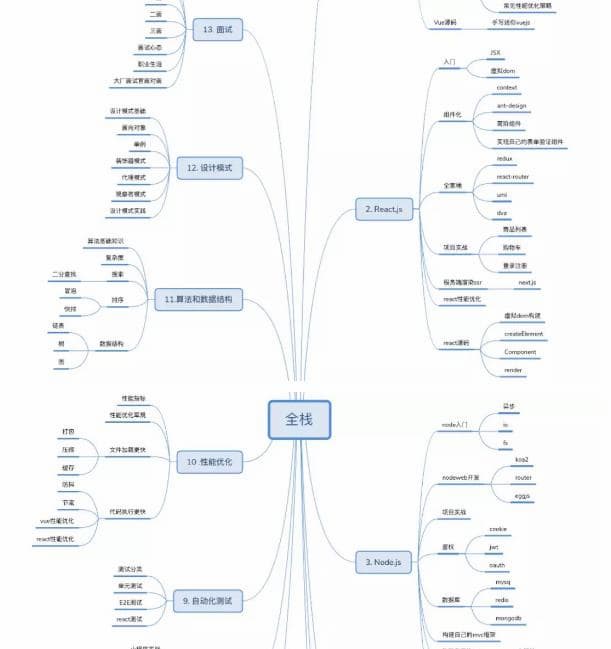 二面
三面
面试心态
职业生涯
大厂面试官面对面
13. 面试
设计模式基础
面向对象
单例
装饰器模式
代理模式
观察者模式
设计模式实践
12. 设计模式
算法基础知识
复杂度
二分查找
搜索
冒泡
快排
排序
链表
树
图
数据结构
11.算法和数据结构
常见性能优化策略
Vue源码
手写迷你vuejs
入门
JSX
虚拟dom
组件化
context
ant-design
高阶组件
实现自己的表单验证组件
全家桶
redux
react-router
umi
dva
2. React.js
项目实战
商品列表
购物车
登录注册
服务端渲染ssr
next.js
react性能优化
react源码
虚拟dom构建
createElement
Component
render
全栈
性能指标
性能优化军规
打包
压缩
缓存
文件加载更快
防抖
节流
vue性能优化
react性能优化
代码执行更快
10 .性能优化
测试分类
单元测试
E2E测试
react测试
9. 自动化测试
node入门
异步
io
fs
nodeweb开发
koa2
router
eggjs
项目实战
鉴权
cookie
jwt
oauth
3. Node.js
数据库
mysq
redis
mongodb
构建自己的mvc框架